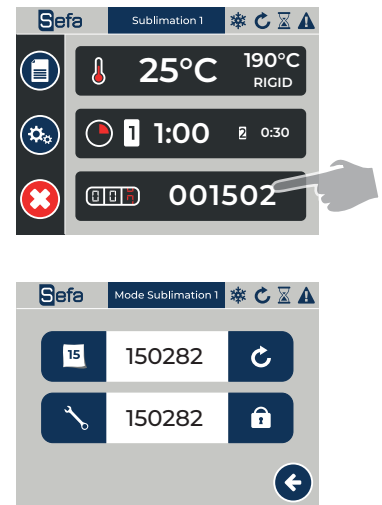 Sefa Sublimation 1
25°C 190°C
RIGID
1 1:00 2 0:30
001502
Sefa Mode Sublimation 1
15 150282
150282